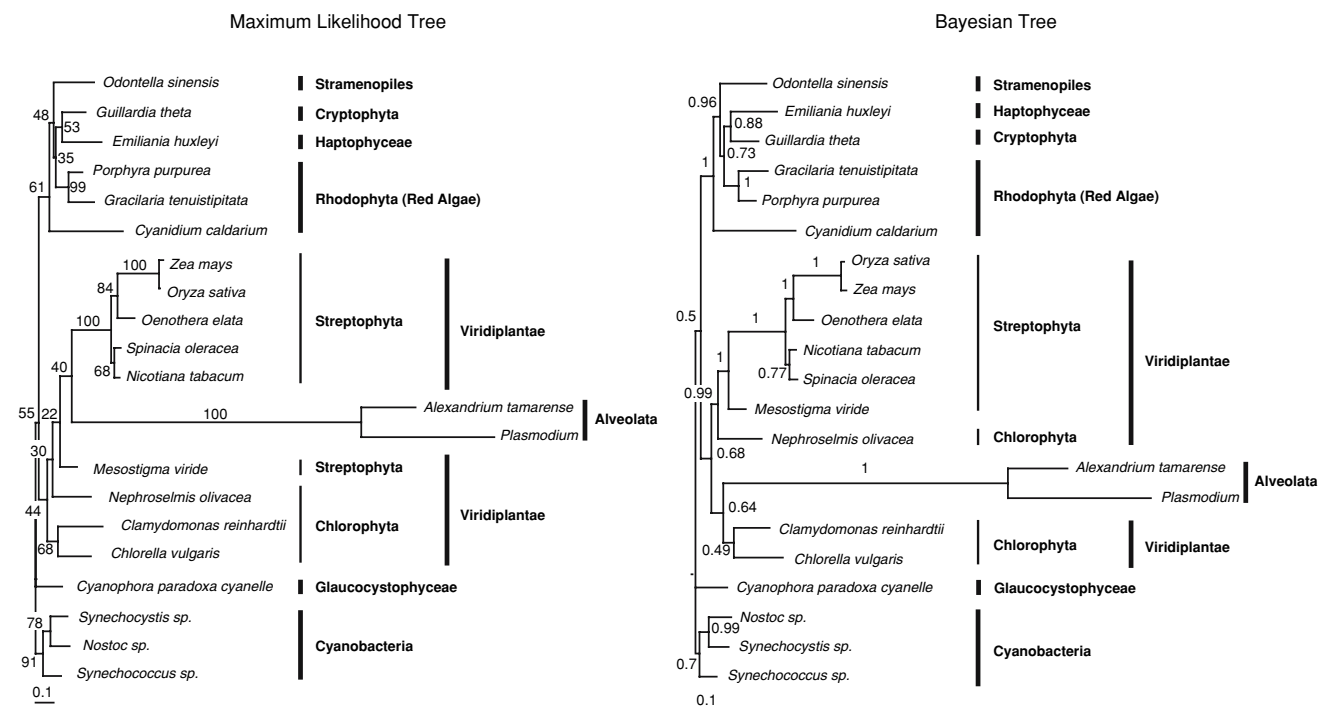 Maximum Likelihood Tree
Odontella sinensis
Stramenopiles
48
Guillardia theta
Cryptophyta
53
Emiliania huxleyi
Haptophyceae
35
Porphyra purpurea
99
61
Gracilaria tenuistipitata
Rhodophyta (Red Algae)
Cyanidium caldarium
100
Zea mays
84
Oryza sativa
100
Oenothera elata
Streptophyta
Viridiplantae
Spinacia oleracea
40
68
Nicotiana tabacum
55
22
100
Alexandrium tamarense
Alveolata
Plasmodium
30
Mesostigma viride
Streptophyta
Nephroselmis olivacea
44
Clamydomonas reinhardtii
Chlorophyta
Viridiplantae
68
Chlorella vulgaris
Cyanophora paradoxa cyanelle
Glaucocystophyceae
78
Synechocystis sp.
Nostoc sp.
Cyanobacteria
91
Synechococcus sp.
0.1
Bayesian Tree
Odontella sinensis
Stramenopiles
0.96
Emiliania huxleyi
Haptophyceae
0.88
Guillardia theta
Cryptophyta
0.73
1
Gracilaria tenuistipitata
1
Porphyra purpurea
Rhodophyta (Red Algae)
Cyanidium caldarium
1
Oryza sativa
1
Zea mays
0.5
1
Oenothera elata
Streptophyta
1
Nicotiana tabacum
Viridiplantae
0.77
Spinacia oleracea
0.99
Mesostigma viride
Nephroselmis olivacea
Chlorophyta
0.68
1
Alexandrium tamarense
Alveolata
Plasmodium
0.64
Clamydomonas reinhardtii
Chlorophyta
Viridiplantae
0.49
Chlorella vulgaris
Cyanophora paradoxa cyanelle
Glaucocystophyceae
Nostoc sp.
0.99
Synechocystis sp.
Cyanobacteria
0.7
Synechococcus sp.
0.1